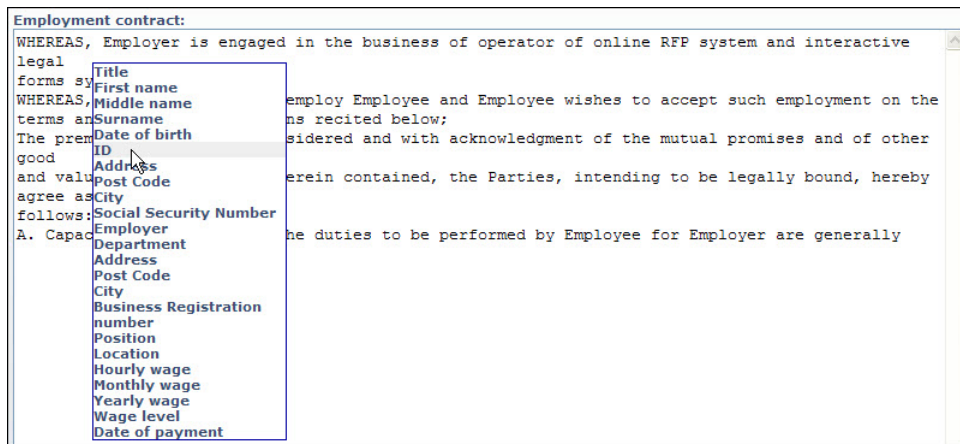 Employment contract:
WHEREAS, Employer is engaged in the business of operator of online RFP system and interactive
legal
forms sy
WHEREAS, employ Employee and Employee wishes to accept such employment on the
terms an ns recited below;
The prem sidered and with acknowledgment of the mutual promises and of other
good
and valu erein contained, the Parties, intending to be legally bound, hereby
agree as
follows:
A. Capac he duties to be performed by Employee for Employer are generally
Title
First name
Middle name
Surname
Date of birth
ID
Address
Post Code
City
Social Security Number
Employer
Department
Address
Post Code
City
Business Registration
number
Position
Location
Hourly wage
Monthly wage
Yearly wage
Wage level
Date of payment